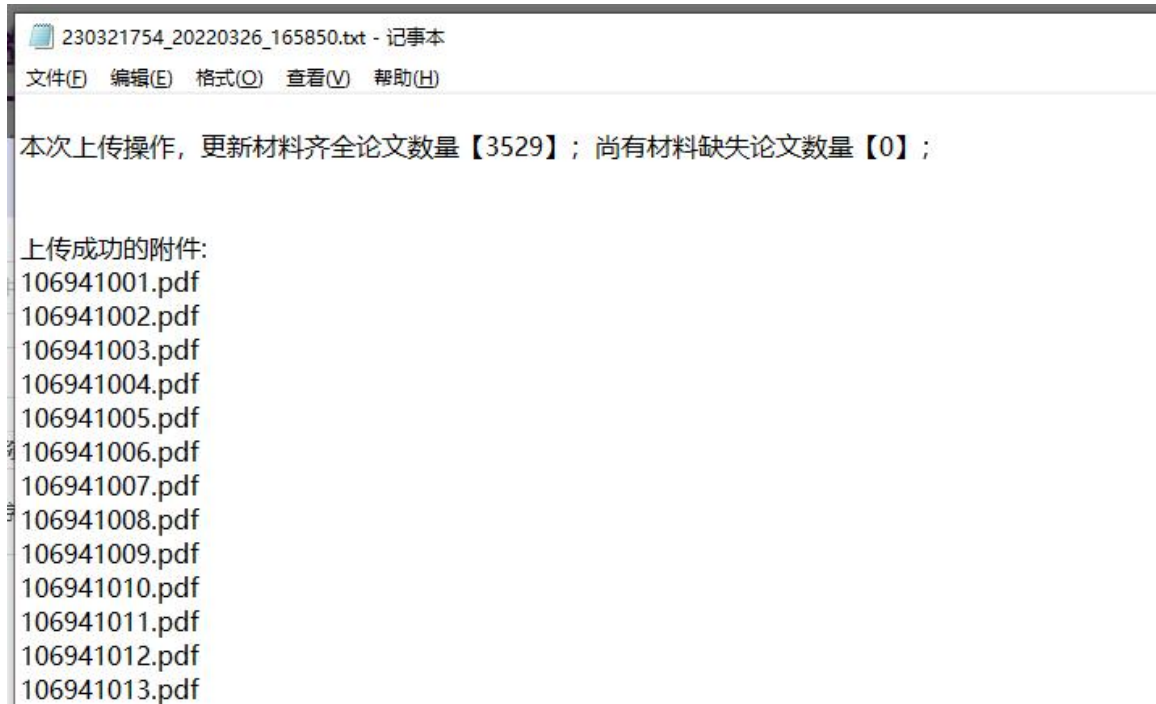 230321754_20220326_165850.txt - 记事本
文件(F) 编辑(E) 格式(O) 查看(V) 帮助(H)
本次上传操作，更新材料齐全论文数量【3529】；尚有材料缺失论文数量【0】；
上传成功的附件:
106941001.pdf
106941002.pdf
106941003.pdf
106941004.pdf
106941005.pdf
106941006.pdf
106941007.pdf
106941008.pdf
106941009.pdf
106941010.pdf
106941011.pdf
106941012.pdf
106941013.pdf